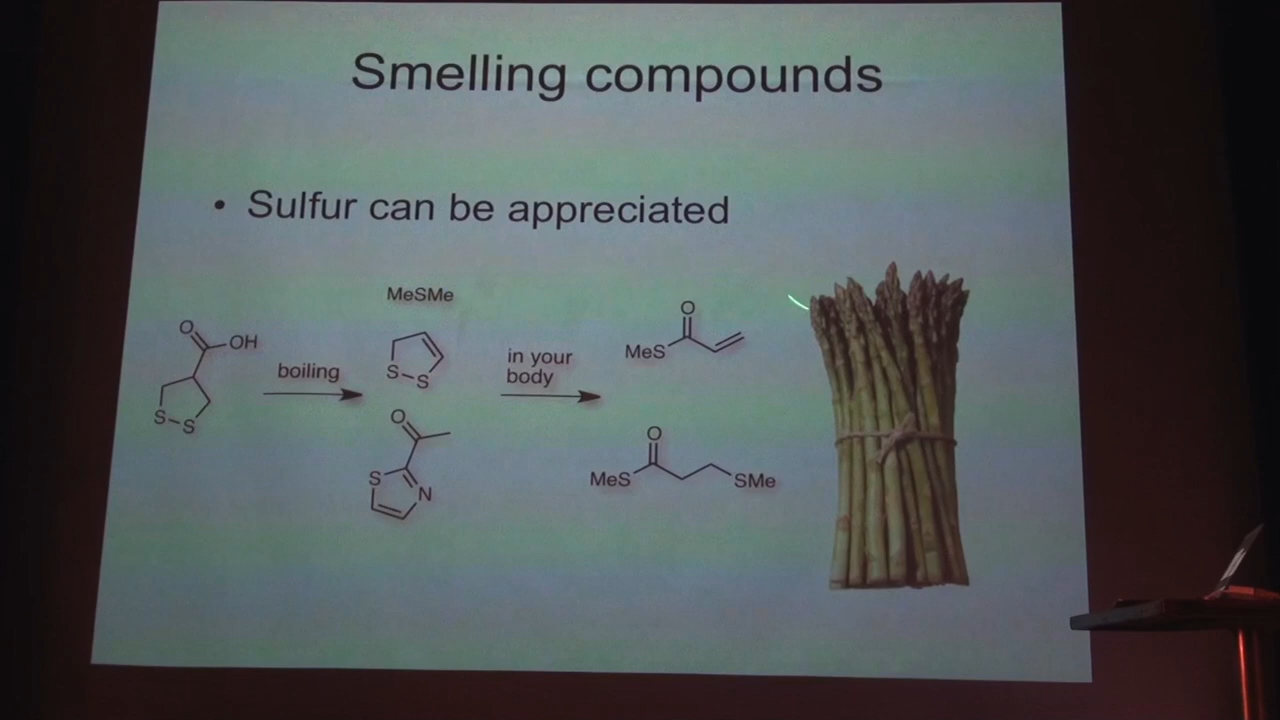 Smelling compounds
• Sulfur can be appreciated
MeSMe
O
OH
S-S
boiling
S-S
O
S
N
in your
body
O
MeS
O
MeS
SMe